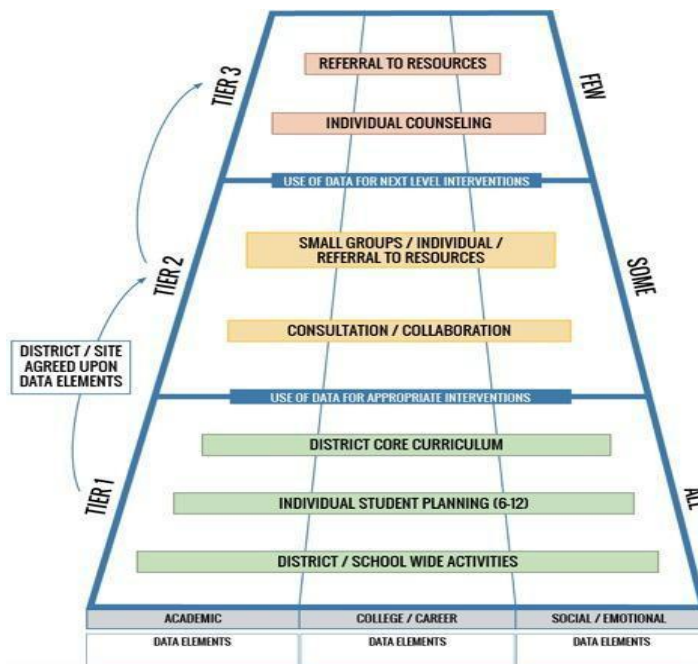 REFERRAL TO RESOURCES
TIER 3
FEW
INDIVIDUAL COUNSELING
USE OF DATA FOR NEXT LEVEL INTERVENTIONS
SMALL GROUPS / INDIVIDUAL /
REFERRAL TO RESOURCES
TIER 2
SOME
CONSULTATION / COLLABORATION
DISTRICT / SITE
AGREED UPON
DATA ELEMENTS
USE OF DATA FOR APPROPRIATE INTERVENTIONS
DISTRICT CORE CURRICULUM
TIER 1
ALL
INDIVIDUAL STUDENT PLANNING (6-12)
DISTRICT / SCHOOL WIDE ACTIVITIES
ACADEMIC
COLLEGE / CAREER
SOCIAL / EMOTIONAL
DATA ELEMENTS
DATA ELEMENTS
DATA ELEMENTS